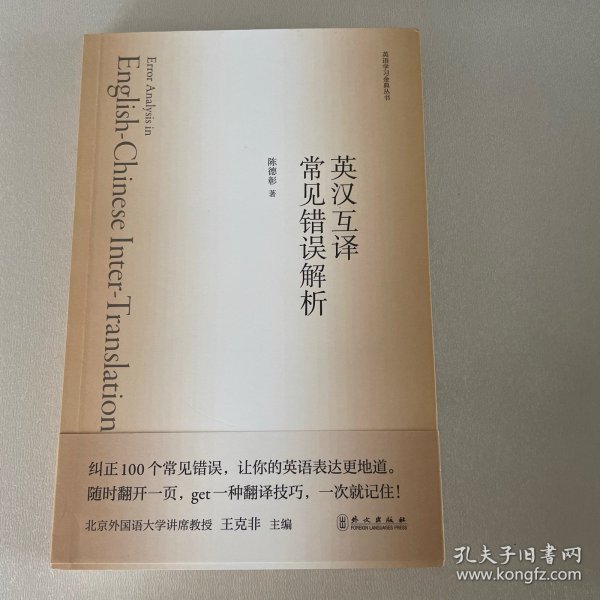 英语学习金典丛书
英汉互译
常见错误解析
陈德彰 著
Error Analysis in
English-Chinese Inter-Translation
纠正100个常见错误，让你的英语表达更地道。
随时翻开一页，get一种翻译技巧，一次就记住！
北京外国语大学讲席教授 王克非 主编
外文出版社
FOREIGN LANGUAGES PRESS
孔夫子旧书网
www.kongfz.com